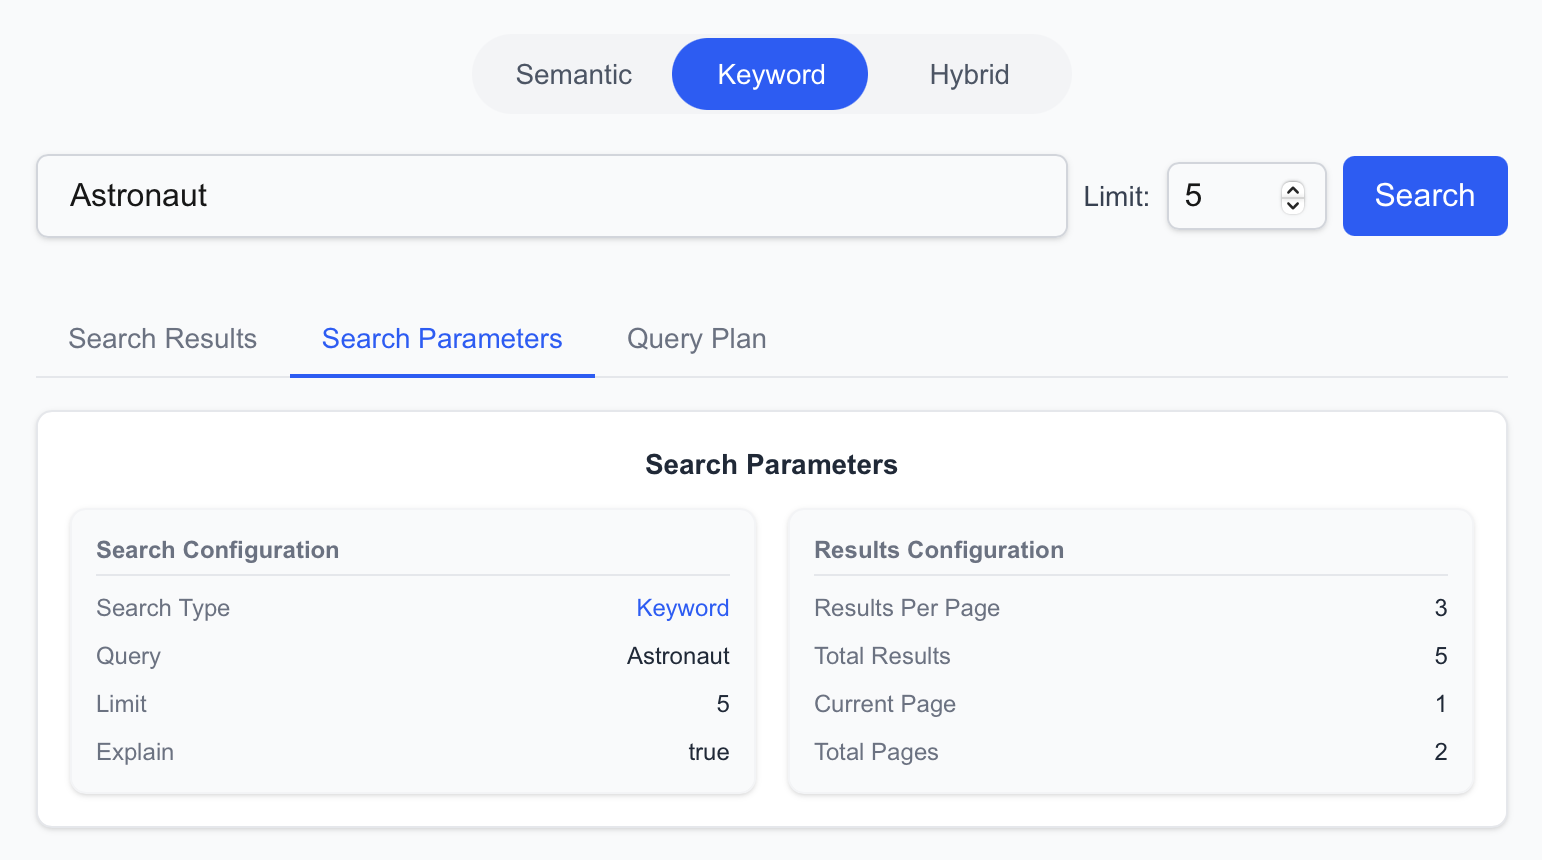 Semantic Keyword Hybrid
Astronaut Limit: 5 Search
Search Results Search Parameters Query Plan
Search Parameters
Search Configuration
Search Type Keyword
Query Astronaut
Limit 5
Explain true
Results Configuration
Results Per Page 3
Total Results 5
Current Page 1
Total Pages 2